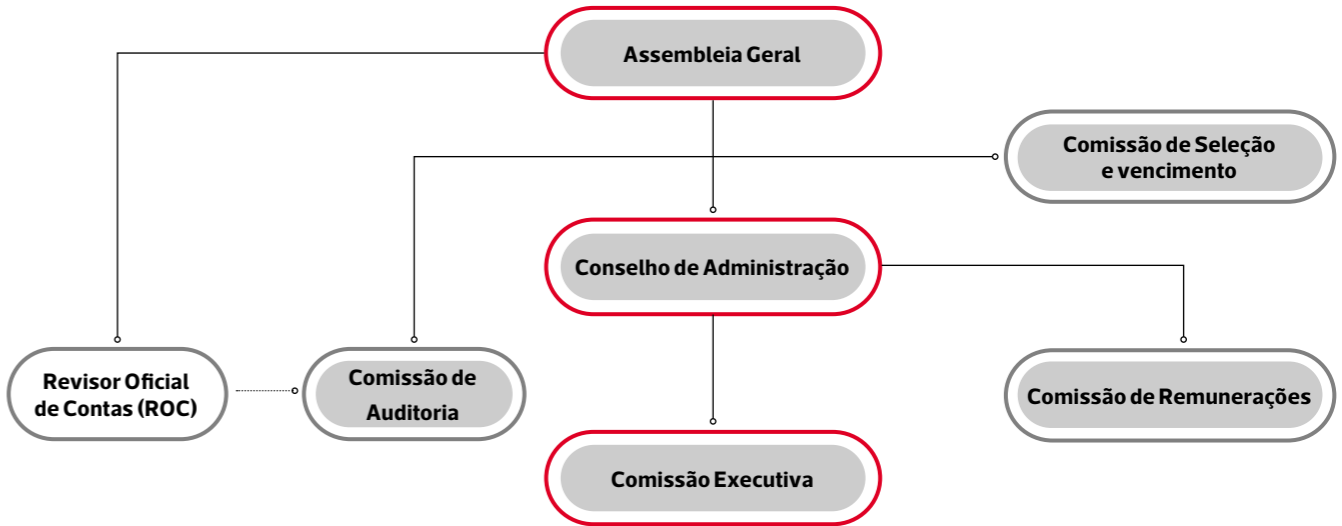 Assembleia Geral
Comissão de Seleção
e vencimento
Conselho de Administração
Revisor Oficial
de Contas (ROC)
Comissão de
Auditoria
Comissão de Remunerações
Comissão Executiva